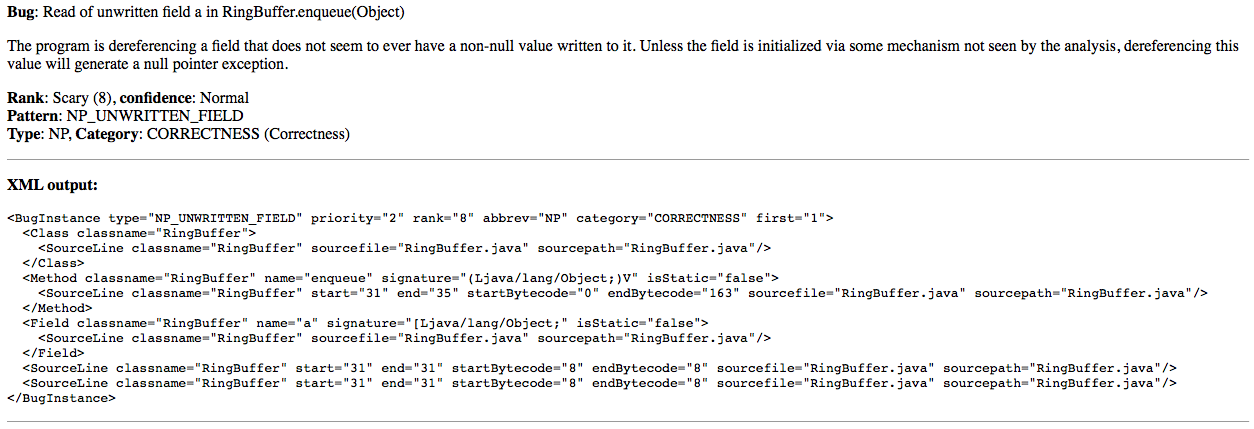 Bug: Read of unwritten field a in RingBuffer.enqueue(Object)
The program is dereferencing a field that does not seem to ever have a non-null value written to it. Unless the field is initialized via some mechanism not seen by the analysis, dereferencing this
value will generate a null pointer exception.
Rank: Scary (8), confidence: Normal
Pattern: NP_UNWRITTEN_FIELD
Type: NP, Category: CORRECTNESS (Correctness)
XML output:
<BugInstance type="NP_UNWRITTEN_FIELD" priority="2" rank="8" abbrev="NP" category="CORRECTNESS" first="1">
  <Class classname="RingBuffer">
    <SourceLine classname="RingBuffer" sourcefile="RingBuffer.java" sourcepath="RingBuffer.java"/>
  </Class>
  <Method classname="RingBuffer" name="enqueue" signature="(Ljava/lang/Object;)V" isStatic="false">
    <SourceLine classname="RingBuffer" start="31" end="35" startBytecode="0" endBytecode="163" sourcefile="RingBuffer.java" sourcepath="RingBuffer.java"/>
  </Method>
  <Field classname="RingBuffer" name="a" signature="[Ljava/lang/Object;" isStatic="false">
    <SourceLine classname="RingBuffer" sourcefile="RingBuffer.java" sourcepath="RingBuffer.java"/>
  </Field>
  <SourceLine classname="RingBuffer" start="31" end="31" startBytecode="8" endBytecode="8" sourcefile="RingBuffer.java" sourcepath="RingBuffer.java"/>
  <SourceLine classname="RingBuffer" start="31" end="31" startBytecode="8" endBytecode="8" sourcefile="RingBuffer.java" sourcepath="RingBuffer.java"/>
</BugInstance>